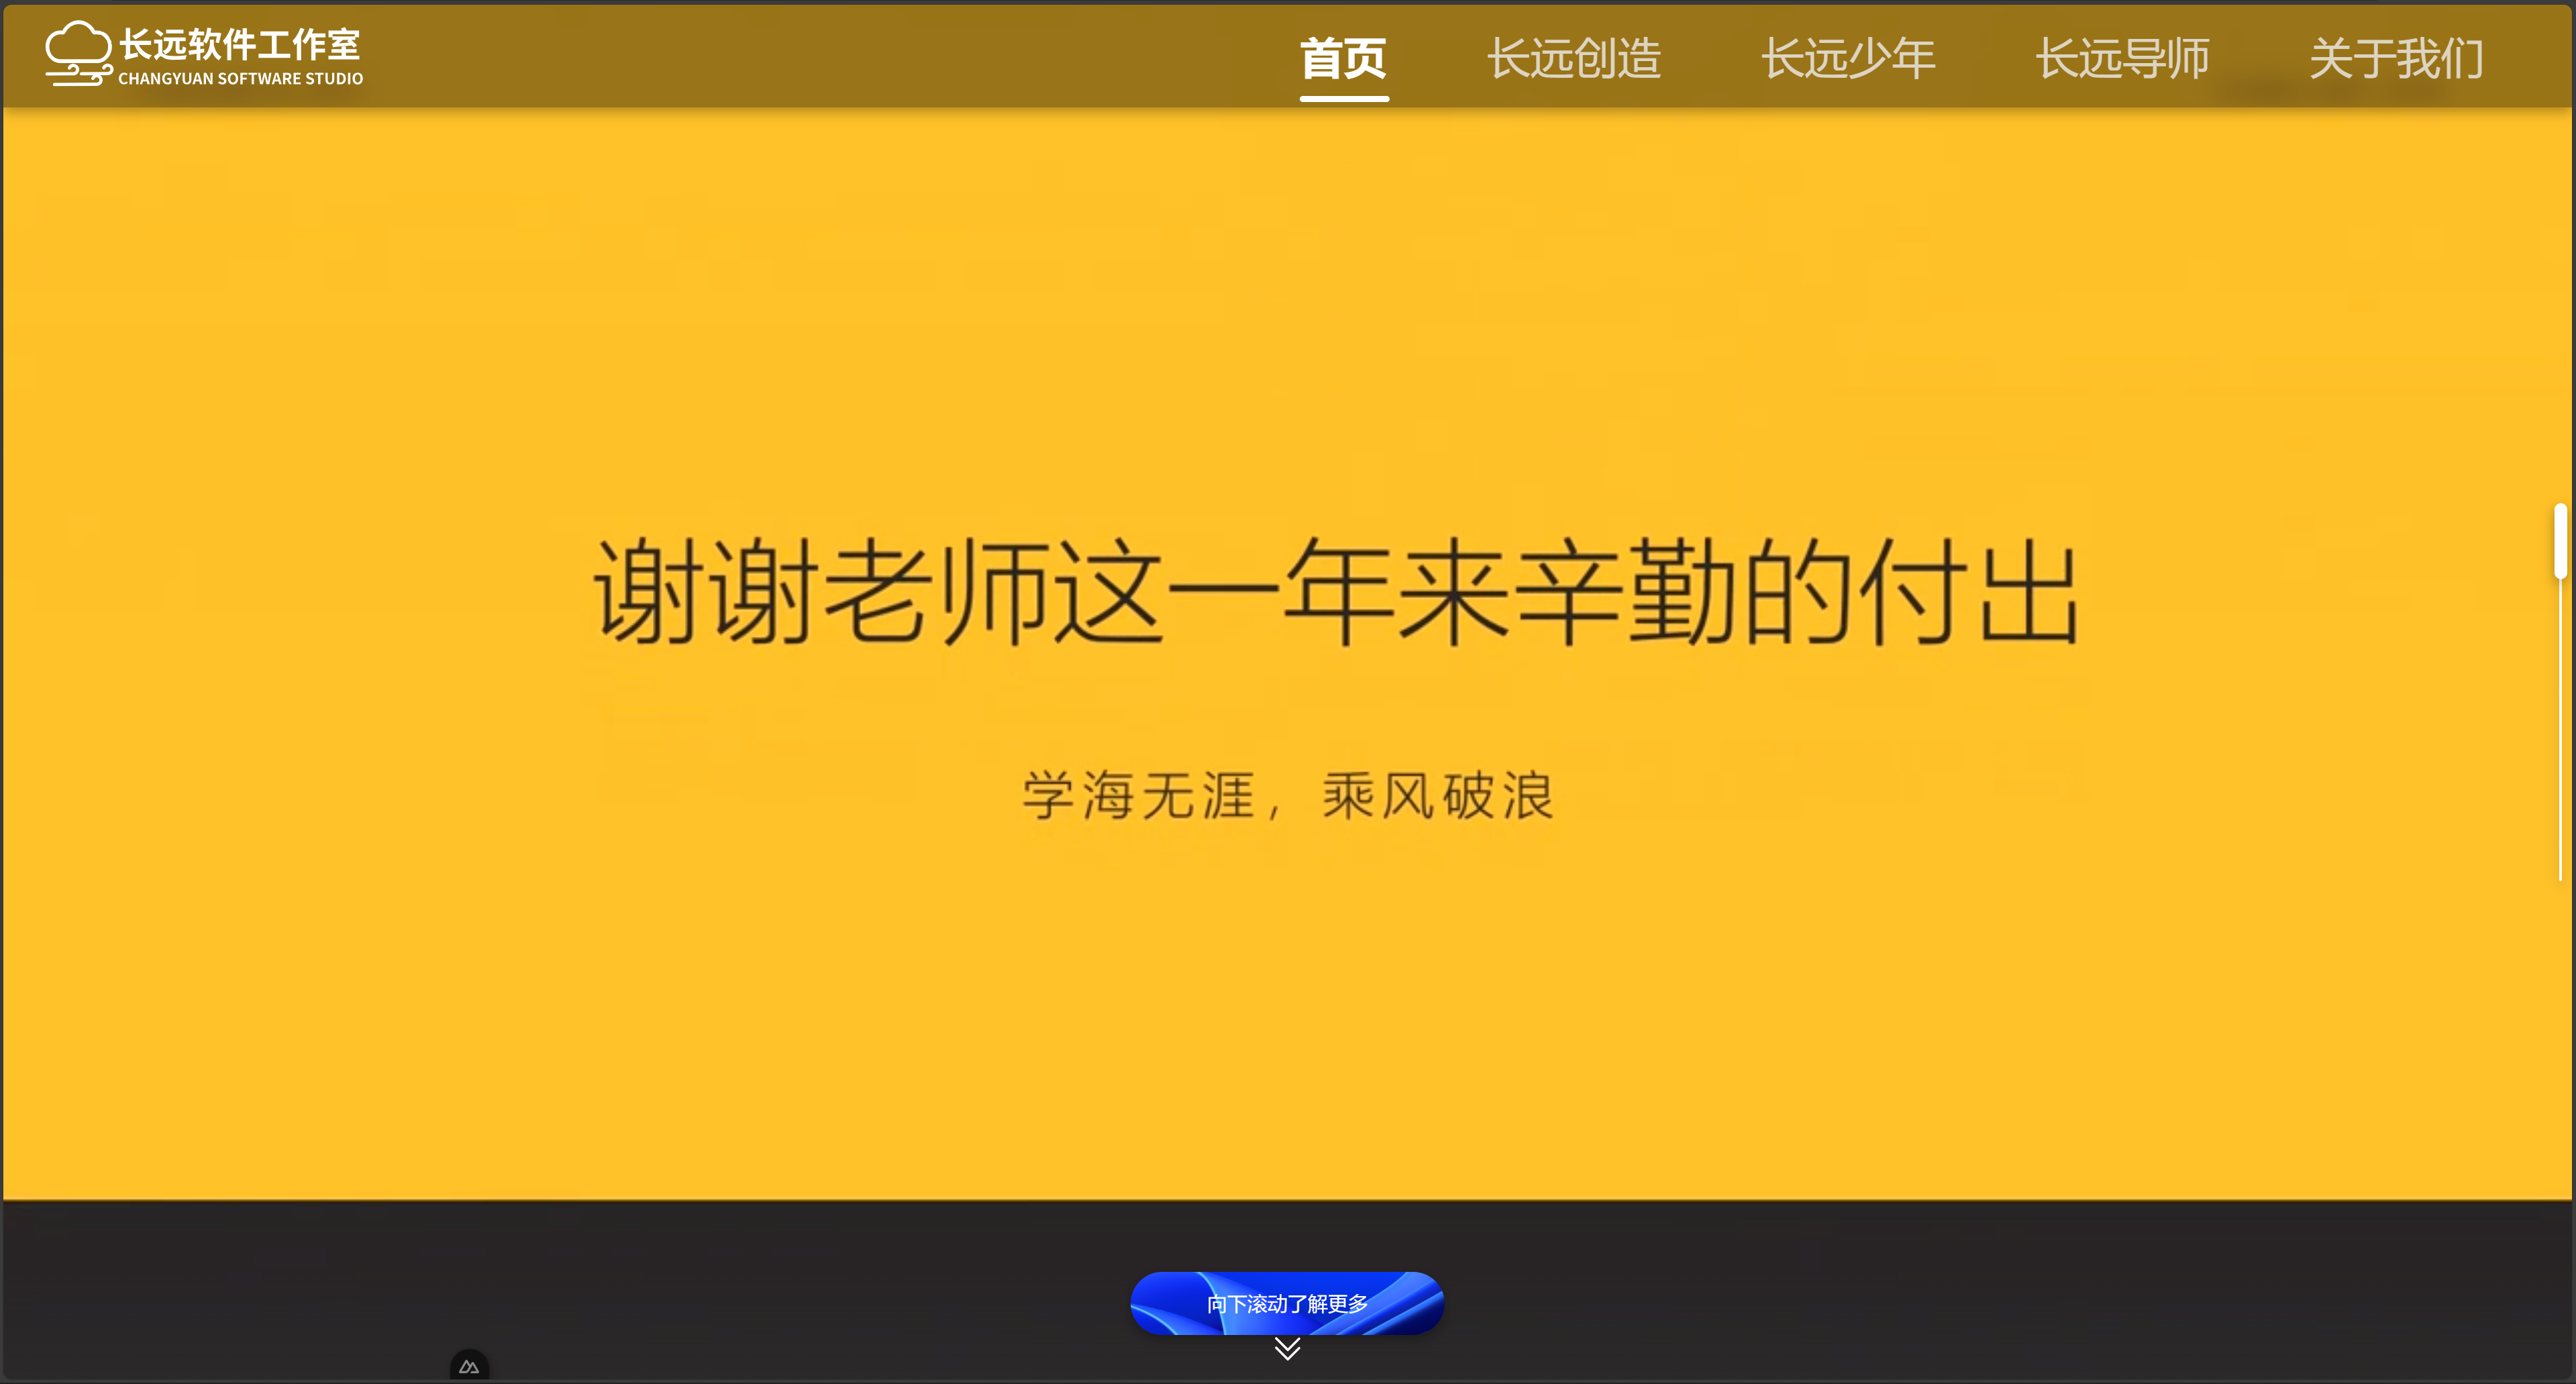 长远软件工作室
CHANGYUAN SOFTWARE STUDIO
首页
长远创造
长远少年
长远导师
关于我们
谢谢老师这一年来辛勤的付出
学海无涯，乘风破浪
向下滚动了解更多